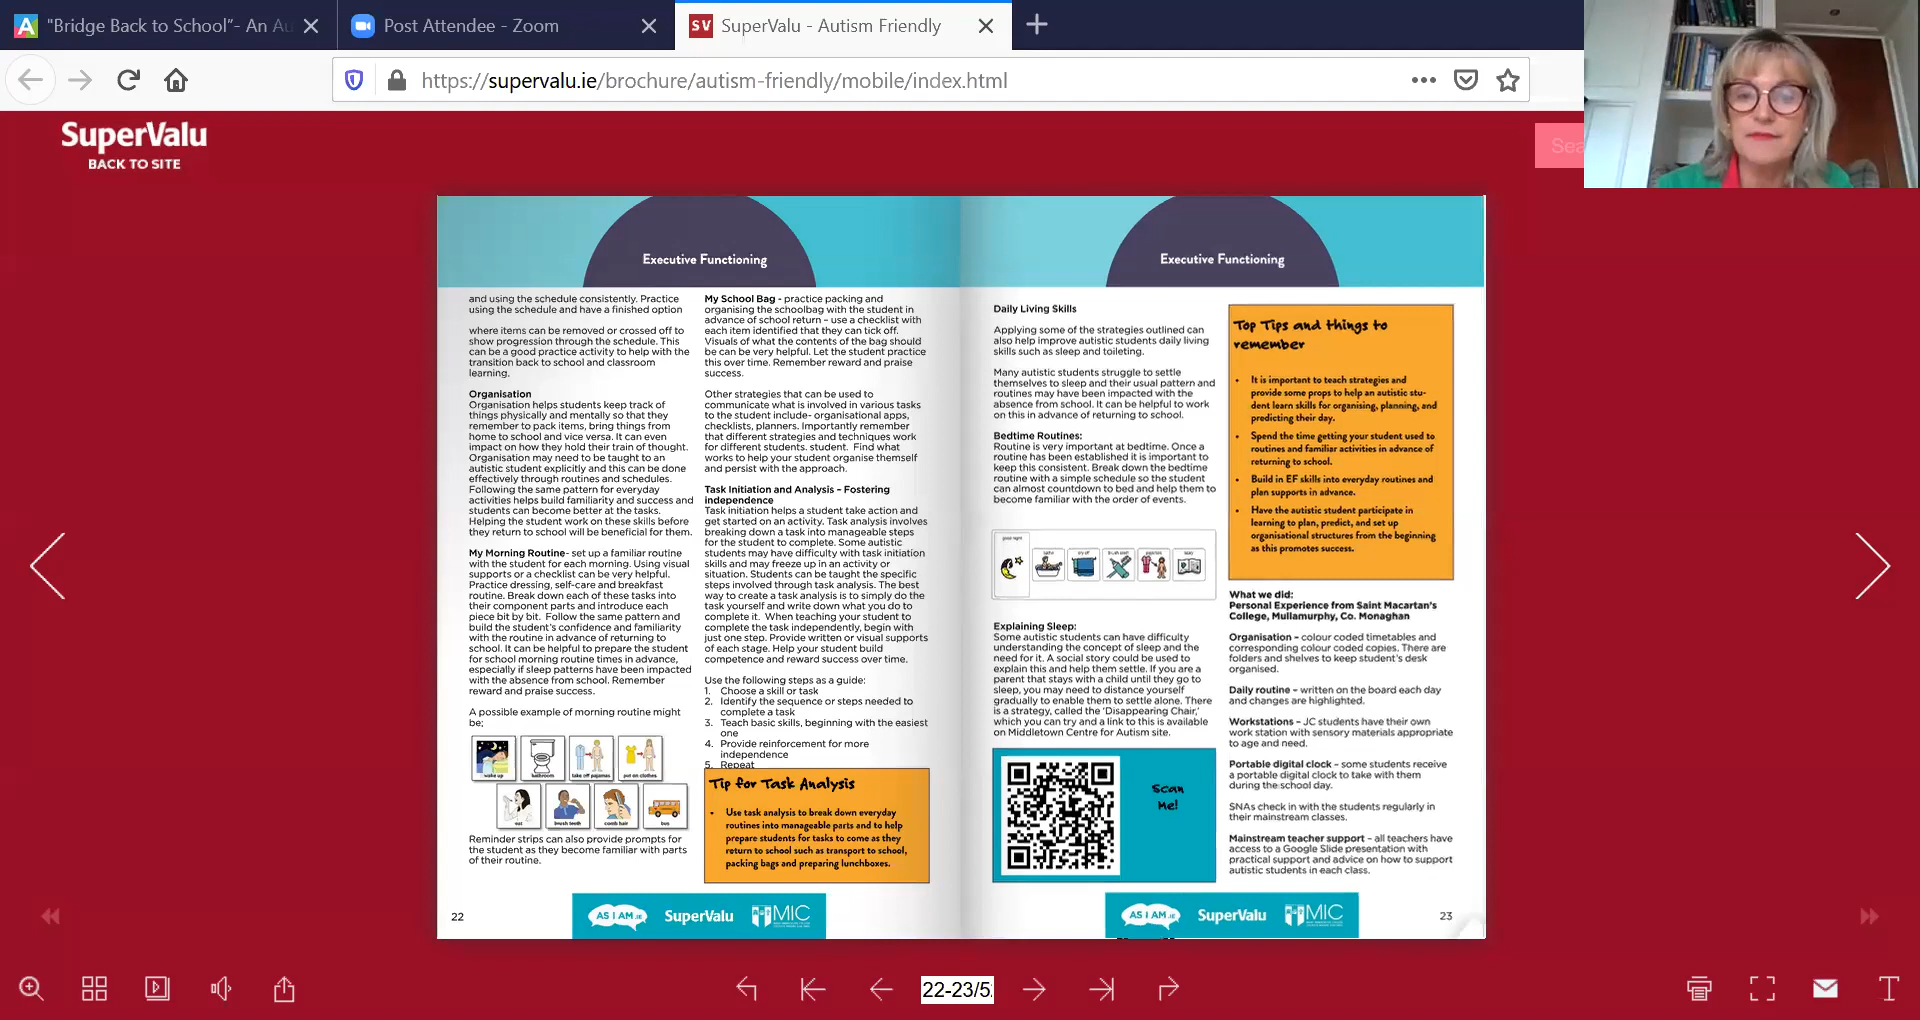 "Bridge Back to School"- An Au
Post Attendee - Zoom
SV
SuperValu - Autism Friendly
https://supervalu.ie/brochure/autism-friendly/mobile/index.html
SuperValu
BACK TO SITE
Sea
Executive Functioning
and using the schedule consistently. Practice
using the schedule and have a finished option
where items can be removed or crossed off to
show progression through the schedule. This
can be a good practice activity to help with the
transition back to school and classroom
learning.
Organisation
Organisation helps students keep track of
things physically and mentally so that they
remember to pack items, bring things from
home to school and vice versa. It can even
impact on how they hold their train of thought.
Organisation may need to be taught to an
autistic student explicitly and this can be done
effectively through routines and schedules.
Following the same pattern for everyday
activities helps build familiarity and success and
students can become better at the tasks.
Helping the student work on these skills before
they return to school will be beneficial for them.
My Morning Routine- set up a familiar routine
with the student for each morning. Using visual
supports or a checklist can be very helpful.
Practice dressing, self-care and breakfast
routine. Break down each of these tasks into
their component parts and introduce each
piece bit by bit. Follow the same pattern and
build the student's confidence and familiarity
with the routine in advance of returning to
school. It can be helpful to prepare the student
for school morning routine times in advance,
especially if sleep patterns have been impacted
with the absence from school. Remember
reward and praise success.
A possible example of morning routine might
be;
wake up
bathroom
take off pajamas
put on clothes
eat
brush teeth
comb hair
bus
Reminder strips can also provide prompts for
the student as they become familiar with parts
of their routine.
My School Bag - practice packing and
organising the schoolbag with the student in
advance of school return – use a checklist with
each item identified that they can tick off.
Visuals of what the contents of the bag should
be can be very helpful. Let the student practice
this over time. Remember reward and praise
success.
Other strategies that can be used to
communicate what is involved in various tasks
to the student include- organisational apps,
checklists, planners. Importantly remember
that different strategies and techniques work
for different students. student. Find what
works to help your student organise themself
and persist with the approach.
Task Initiation and Analysis – Fostering
independence
Task initiation helps a student take action and
get started on an activity. Task analysis involves
breaking down a task into manageable steps
for the student to complete. Some autistic
students may have difficulty with task initiation
skills and may freeze up in an activity or
situation. Students can be taught the specific
steps involved through task analysis. The best
way to create a task analysis is to simply do the
task yourself and write down what you do to
complete it. When teaching your student to
complete the task independently, begin with
just one step. Provide written or visual supports
of each stage. Help your student build
competence and reward success over time.
Use the following steps as a guide:
1. Choose a skill or task
2. Identify the sequence or steps needed to
complete a task
3. Teach basic skills, beginning with the easiest
one
4. Provide reinforcement for more
independence
5. Repeat
Tip for Task Analysis
• Use task analysis to break down everyday
routines into manageable parts and to help
prepare students for tasks to come as they
return to school such as transport to school,
packing bags and preparing lunchboxes.
22
AS I AM.IE
SuperValu
MIC
Executive Functioning
Daily Living Skills
Applying some of the strategies outlined can
also help improve autistic students daily living
skills such as sleep and toileting.
Many autistic students struggle to settle
themselves to sleep and their usual pattern and
routines may have been impacted with the
absence from school. It can be helpful to work
on this in advance of returning to school.
Bedtime Routines:
Routine is very important at bedtime. Once a
routine has been established it is important to
keep this consistent. Break down the bedtime
routine with a simple schedule so the student
can almost countdown to bed and help them to
become familiar with the order of events.
good night
Explaining Sleep:
Some autistic students can have difficulty
understanding the concept of sleep and the
need for it. A social story could be used to
explain this and help them settle. If you are a
parent that stays with a child until they go to
sleep, you may need to distance yourself
gradually to enable them to settle alone. There
is a strategy, called the 'Disappearing Chair,'
which you can try and a link to this is available
on Middletown Centre for Autism site.
Scan
Me!
Top Tips and things to
remember
• It is important to teach strategies and
provide some props to help an autistic stu-
dent learn skills for organising, planning, and
predicting their day.
• Spend the time getting your student used to
routines and familiar activities in advance of
returning to school.
• Build in EF skills into everyday routines and
plan supports in advance.
• Have the autistic student participate in
learning to plan, predict, and set up
organisational structures from the beginning
as this promotes success.
What we did:
Personal Experience from Saint Macartan's
College, Mullamurphy, Co. Monaghan
Organisation – colour coded timetables and
corresponding colour coded copies. There are
folders and shelves to keep student's desk
organised.
Daily routine – written on the board each day
and changes are highlighted.
Workstations – JC students have their own
work station with sensory materials appropriate
to age and need.
Portable digital clock – some students receive
a portable digital clock to take with them
during the school day.
SNAs check in with the students regularly in
their mainstream classes.
Mainstream teacher support – all teachers have
access to a Google Slide presentation with
practical support and advice on how to support
autistic students in each class.
AS I AM.IE
SuperValu
MIC
23
22-23/5